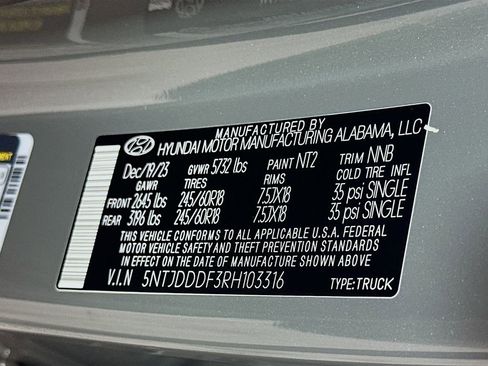 MANUFACTURED BY
HYUNDAI MOTOR MANUFACTURING ALABAMA, LLC
Dec/19/23 GVWR 5732 lbs PAINT NT2 TRIM NNB
GAWR TIRES RIMS COLD TIRE INFL
FRONT 2645 lbs 245/60R18 7.5JX18 35 psi SINGLE
REAR 3196 lbs 245/60R18 7.5JX18 35 psi SINGLE
THIS VEHICLE CONFORMS TO ALL APPLICABLE U.S.A. FEDERAL
MOTOR VEHICLE SAFETY AND THEFT PREVENTION STANDARDS
IN EFFECT ON THE DATE OF MANUFACTURE SHOWN ABOVE.
V.I.N 5NTJDDDF3RH103316 TYPE:TRUCK